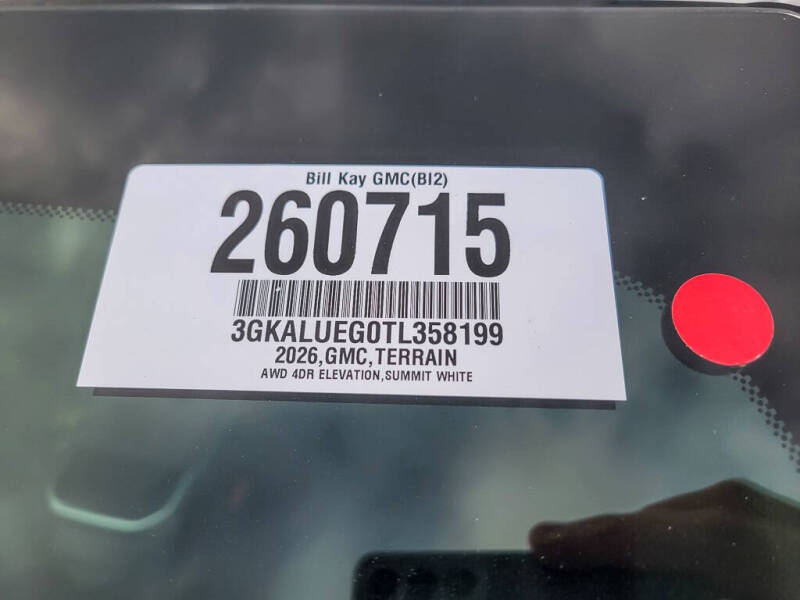 Bill Kay GMC(BI2)
260715
3GKALUEG0TL358199
2026,GMC,TERRAIN
AWD 4DR ELEVATION,SUMMIT WHITE